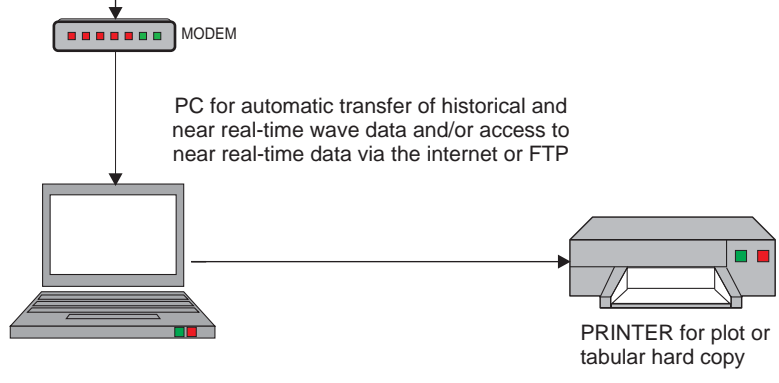 MODEM
PC for automatic transfer of historical and
near real-time wave data and/or access to
near real-time data via the internet or FTP
PRINTER for plot or
tabular hard copy